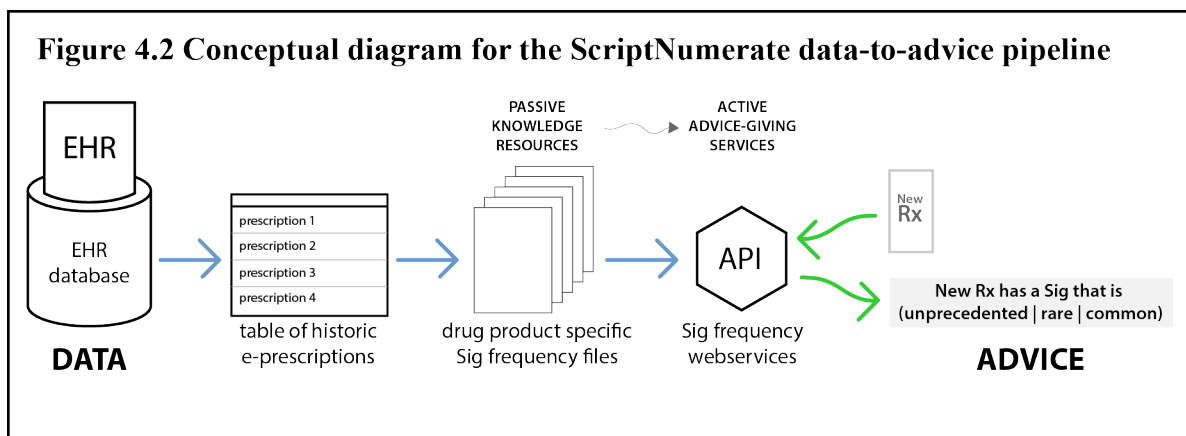 Figure 4.2 Conceptual diagram for the ScriptNumerate data-to-advice pipeline
EHR
EHR
database
DATA
prescription 1
prescription 2
prescription 3
prescription 4
table of historic
e-prescriptions
PASSIVE
KNOWLEDGE
RESOURCES
drug product specific
Sig frequency files
ACTIVE
ADVICE-GIVING
SERVICES
API
Sig frequency
webservices
New
Rx
New Rx has a Sig that is
(unprecedented | rare | common)
ADVICE